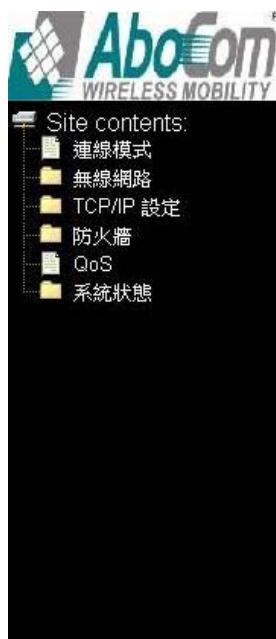 AboCom
WIRELESS MOBILITY
Site contents:
連線模式
無線網路
TCP/IP 設定
防火牆
QoS
系統狀態